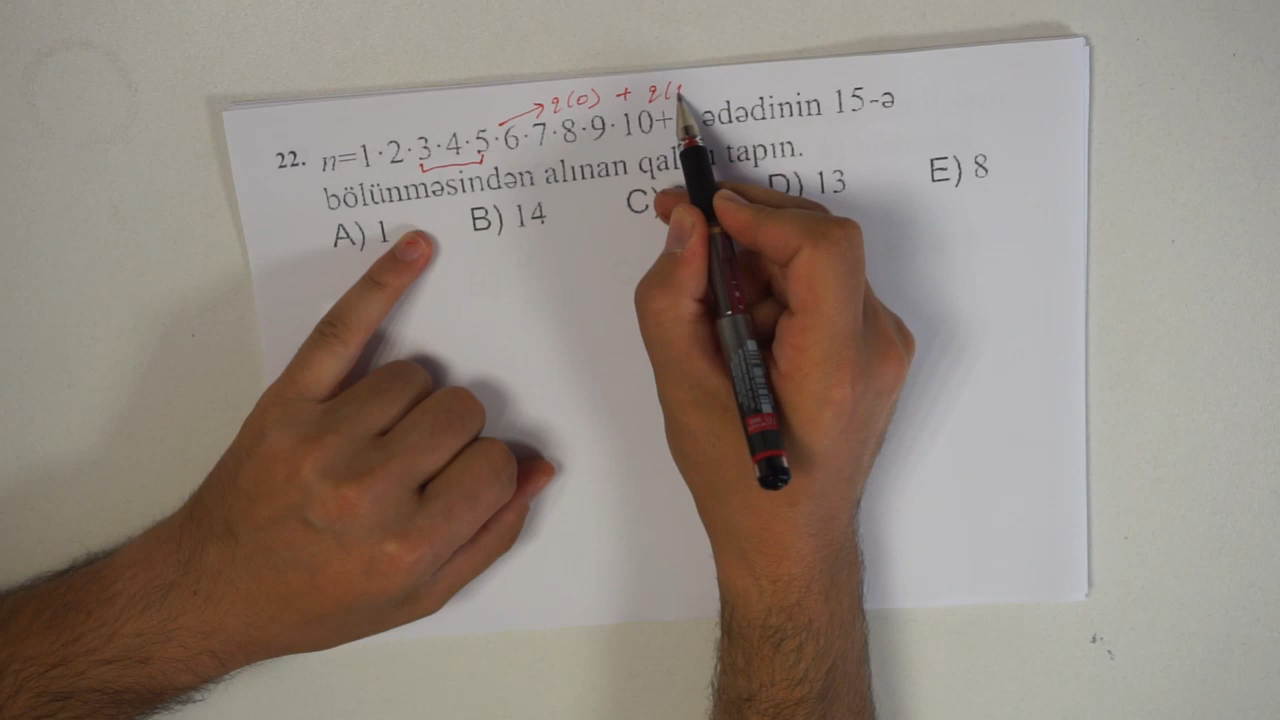 q(0) + q(
22. n=1·2·3·4·5·6·7·8·9·10+ ədədinin 15-ə
bölünməsindən alınan tapın.
A) 1 B) 14 C) D) 13 E) 8